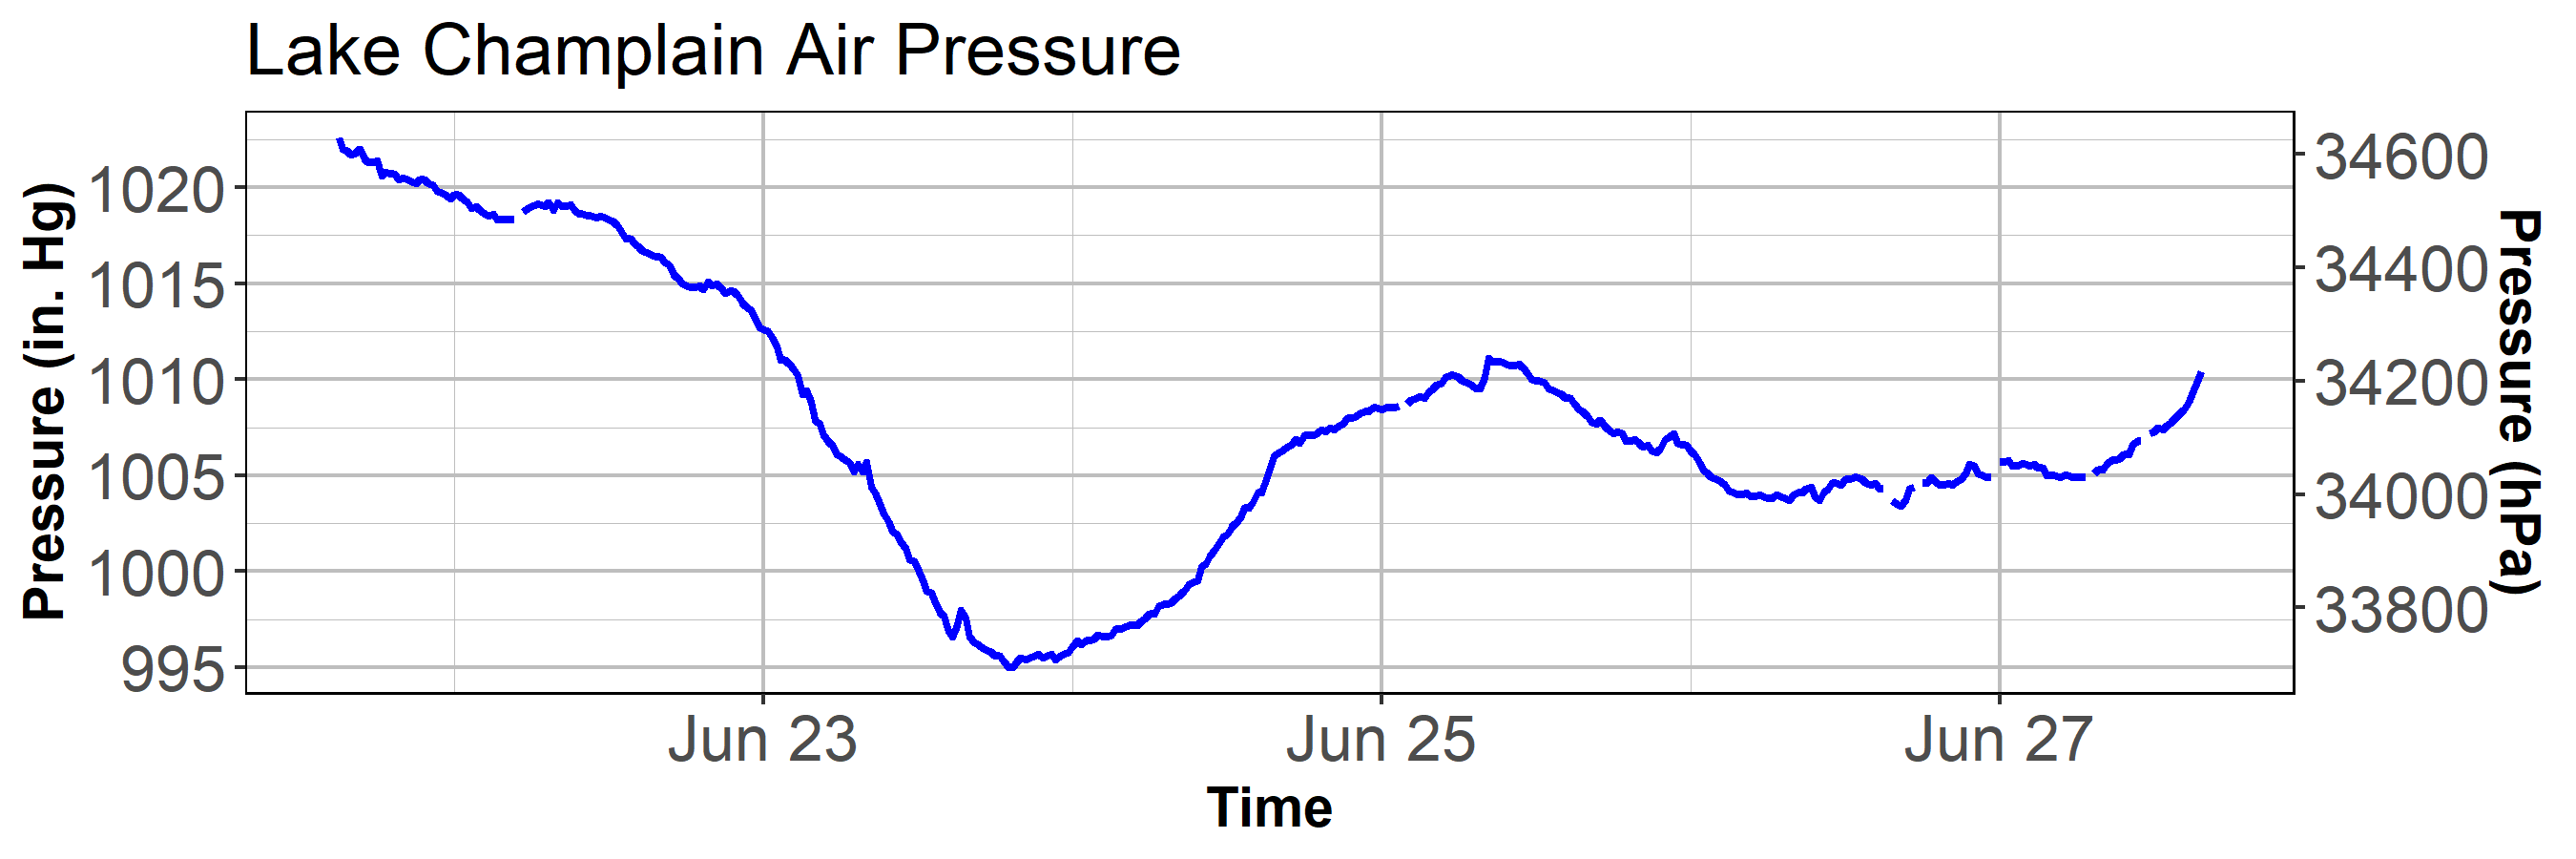 Lake Champlain Air Pressure
Pressure (in. Hg)
1020
1015
1010
1005
1000
995
34600
34400
34200
34000
33800
Pressure (hPa)
Jun 23
Jun 25
Jun 27
Time